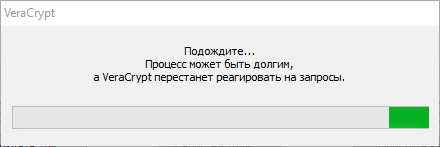 VeraCrypt
Подождите...
Процесс может быть долгим,
а VeraCrypt перестанет реагировать на запросы.